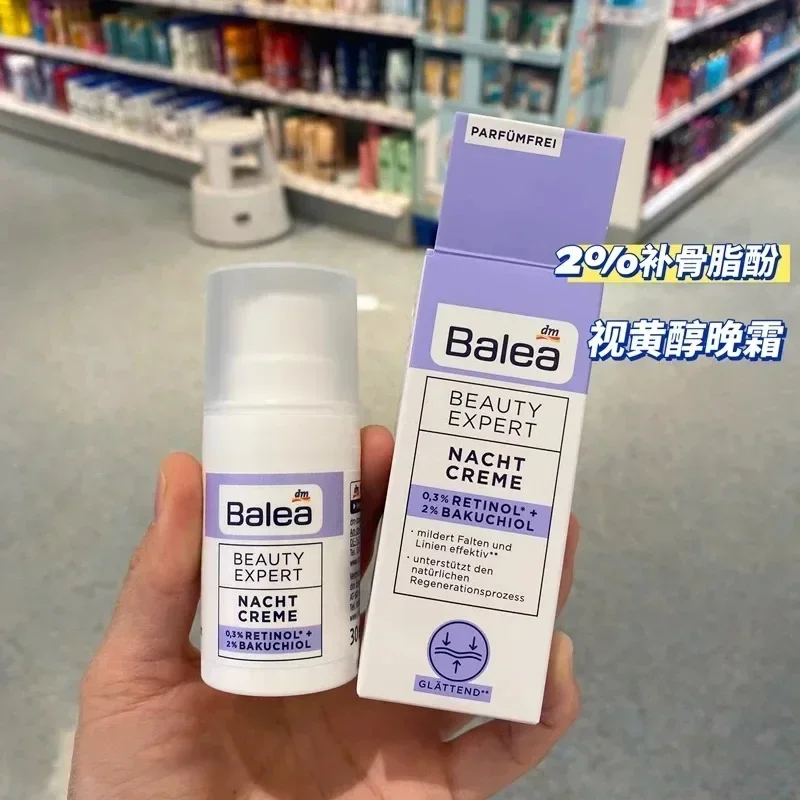 PARFÜMFREI
2%补骨脂酚
视黄醇晚霜
dm
Balea
BEAUTY
EXPERT
NACHT
CREME
0,3% RETINOL* +
2% BAKUCHIOL
· mildert Falten und
Linien effektiv**
· unterstützt den
natürlichen
Regenerationsprozess
GLÄTTEND**
dm
Balea
BEAUTY
EXPERT
NACHT
CREME
0,3% RETINOL* +
2% BAKUCHIOL